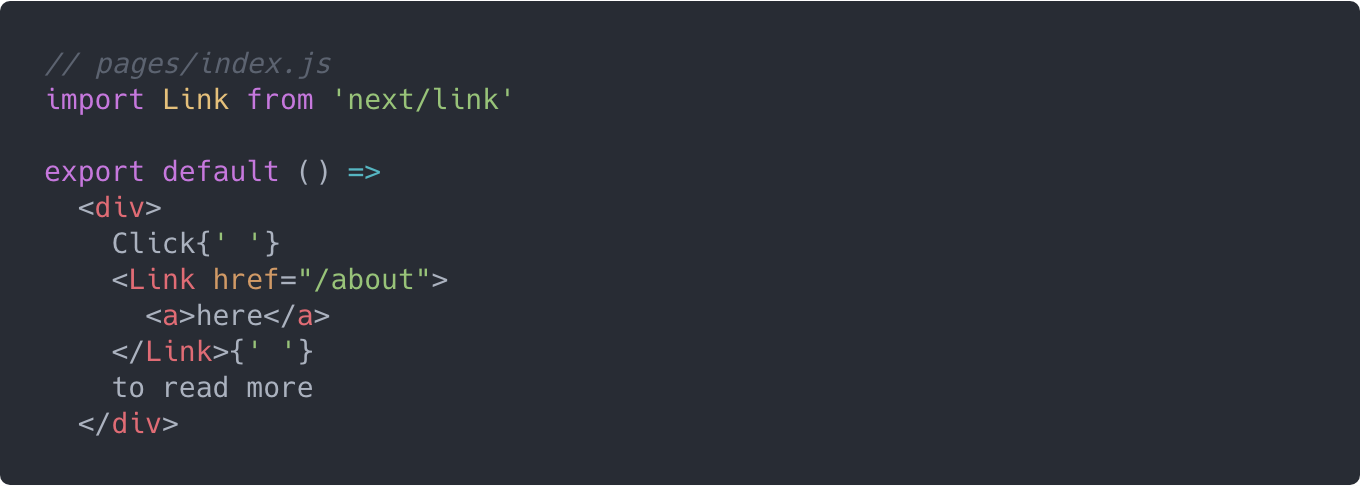 // pages/index.js
import Link from 'next/link'

export default () =>
  <div>
    Click{' '}
    <Link href="/about">
      <a>here</a>
    </Link>{' '}
    to read more
  </div>